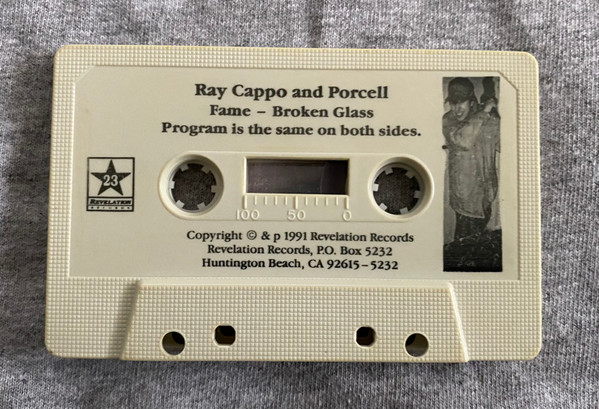 Ray Cappo and Porcell
Fame – Broken Glass
Program is the same on both sides.
23
REVELATION
RECORDS
100 50 0
Copyright © & p 1991 Revelation Records
Revelation Records, P.O. Box 5232
Huntington Beach, CA 92615–5232